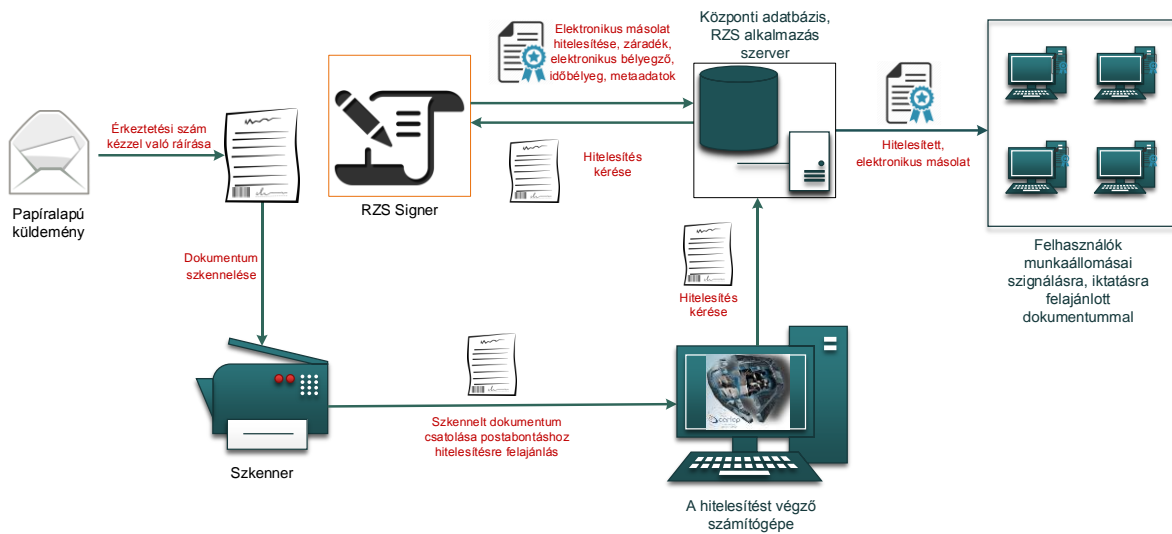 Elektronikus másolat
hitelesítése, záradék,
elektronikus bélyegző,
időbélyeg, metaadatok
Központi adatbázis,
RZS alkalmazás
szerver
Érkeztetési szám
kézzel való ráírása
Hitelesítés
kérése
Hitelesített,
elektronikus másolat
Papíralapú
küldemény
RZS Signer
Dokumentum
szkennelése
Hitelesítés
kérése
Felhasználók
munkaállomásai
szignálásra, iktatásra
felajánlott
dokumentummal
Szkennelt dokumentum
csatolása postabontáshoz
hitelesítésre felajánlás
Szkenner
A hitelesítést végző
számítógépe